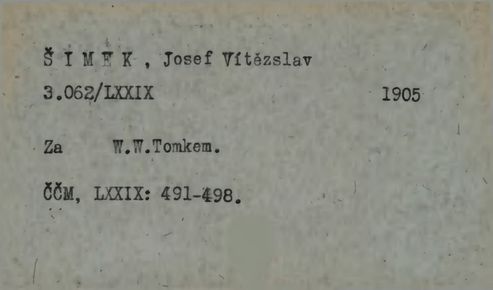 Š I M E K , Josef Vítězslav
3.062/LXXIX 1905
Za W.W.Tomkem.
ČČM, LXXIX: 491-498.